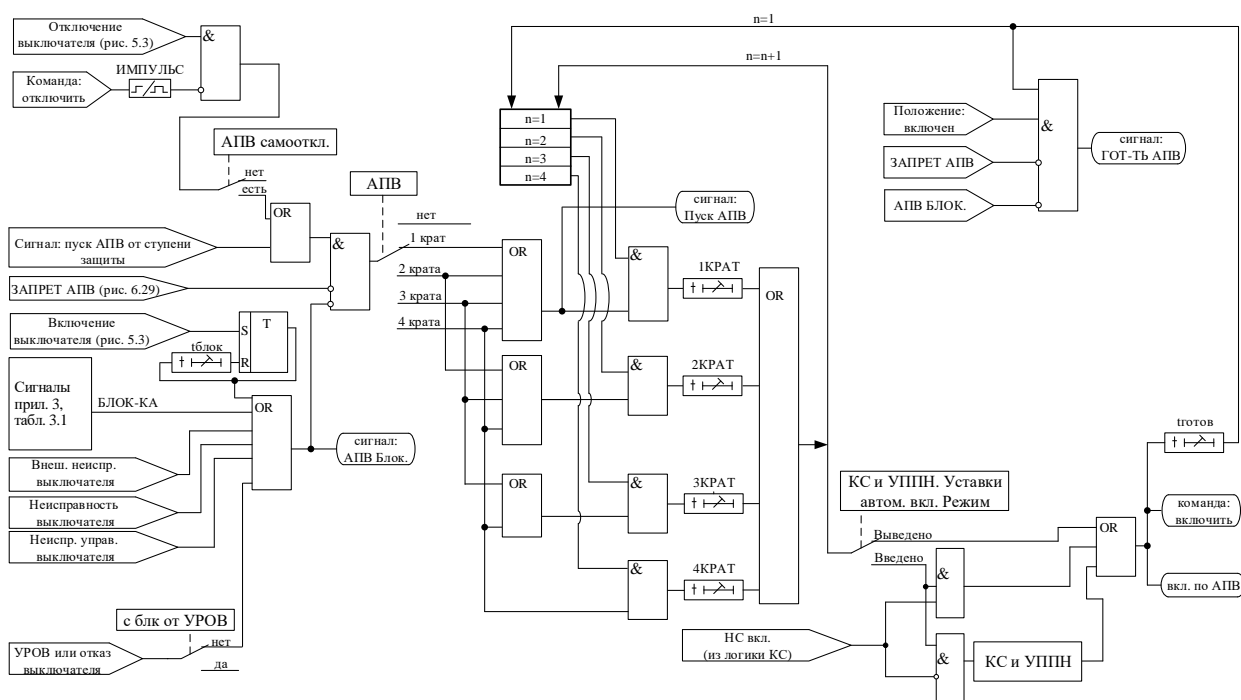 Отключение
выключателя (рис. 5.3)
&
Команда:
отключить
ИМПУЛЬС
АПВ самооткл.
нет
есть
OR
Сигнал: пуск АПВ от ступени
защиты
&
ЗАПРЕТ АПВ (рис. 6.29)
Включение
выключателя (рис. 5.3)
S
T
R
tблок
Сигналы
прил. 3,
табл. 3.1
БЛОК-КА
OR
Внеш. неиспр.
выключателя
Неисправность
выключателя
Неиспр. управ.
выключателя
с блк от УРОВ
УРОВ или отказ
выключателя
нет
да
сигнал:
АПВ Блок.
АПВ
нет
1 крат
2 крата
3 крата
4 крата
n=1
n=n+1
n=1
n=2
n=3
n=4
сигнал:
Пуск АПВ
OR
&
1КРАТ
OR
OR
&
2КРАТ
OR
&
3КРАТ
&
4КРАТ
Положение:
включен
ЗАПРЕТ АПВ
АПВ БЛОК.
&
сигнал:
ГОТ-ТЬ АПВ
tготов
КС и УППН. Уставки
автом. вкл. Режим
Выведено
Введено
&
OR
команда:
включить
вкл. по АПВ
НС вкл.
(из логики КС)
&
КС и УППН